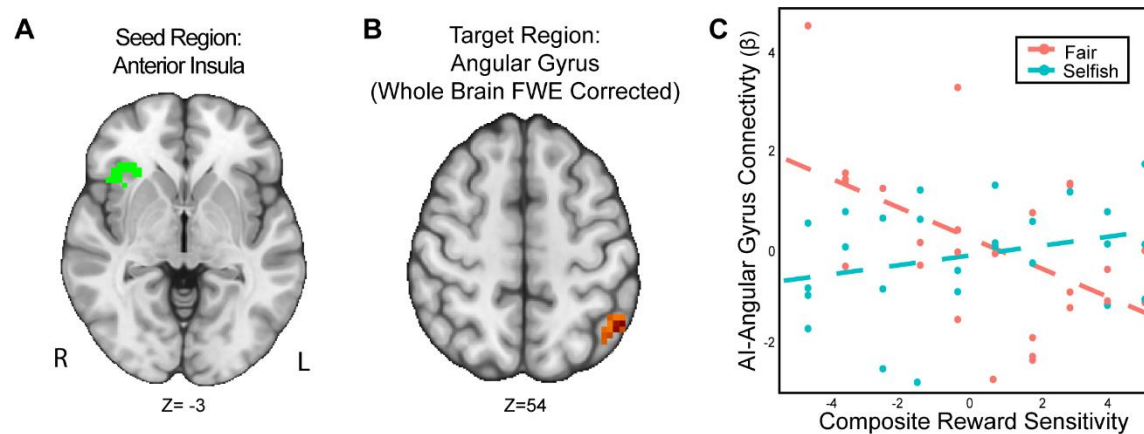 A
Seed Region:
Anterior Insula
R
L
Z= -3
B
Target Region:
Angular Gyrus
(Whole Brain FWE Corrected)
Z=54
C
AI-Angular Gyrus Connectivty (β)
4
2
0
-2
Fair
Selfish
-4
-2
0
2
4
Composite Reward Sensitivity